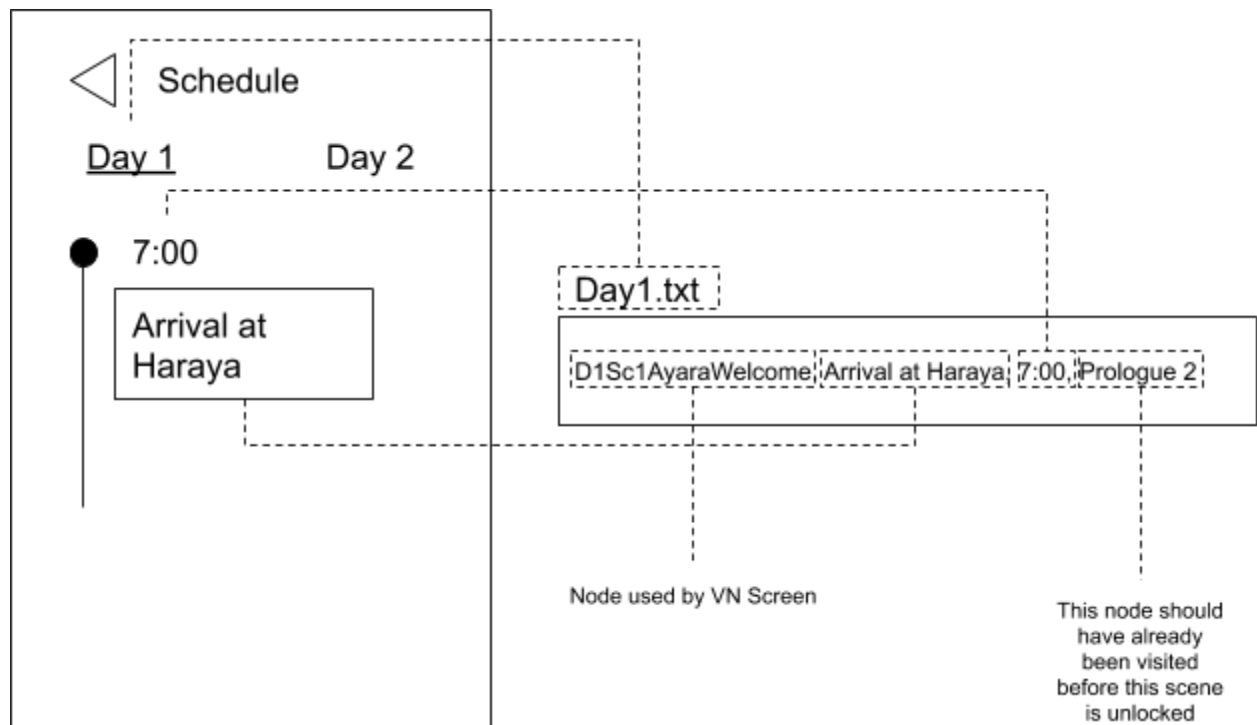 Schedule
Day 1
Day 2
7:00
Arrival at
Haraya
Day1.txt
D1Sc1AyaraWelcome, Arrival at Haraya, 7:00, Prologue 2
Node used by VN Screen
This node should
have already
been visited
before this scene
is unlocked